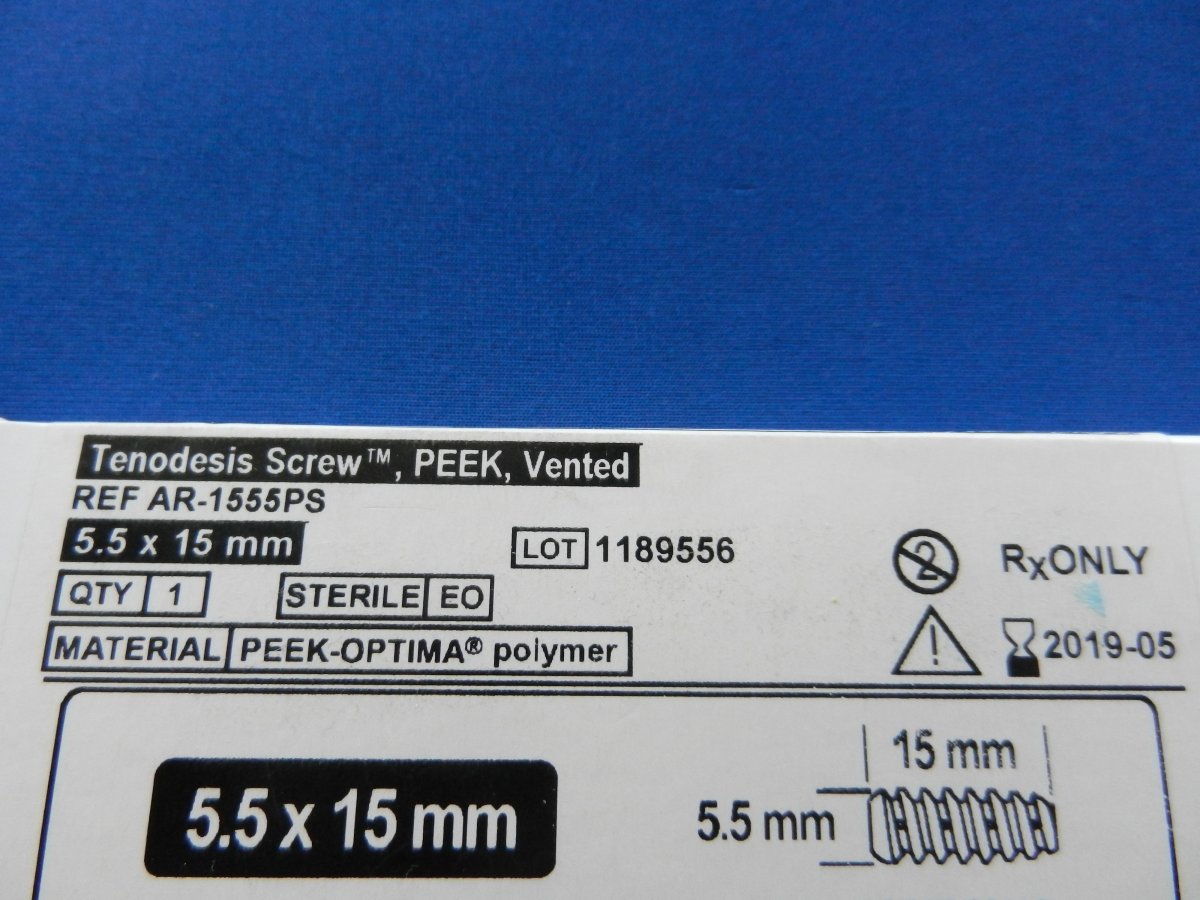 Tenodesis Screw™, PEEK, Vented
REF AR-1555PS
5.5 x 15 mm
LOT 1189556
2
RxONLY
QTY 1
STERILE EO
MATERIAL PEEK-OPTIMA® polymer
!
2019-05
5.5 x 15 mm
15 mm
5.5 mm